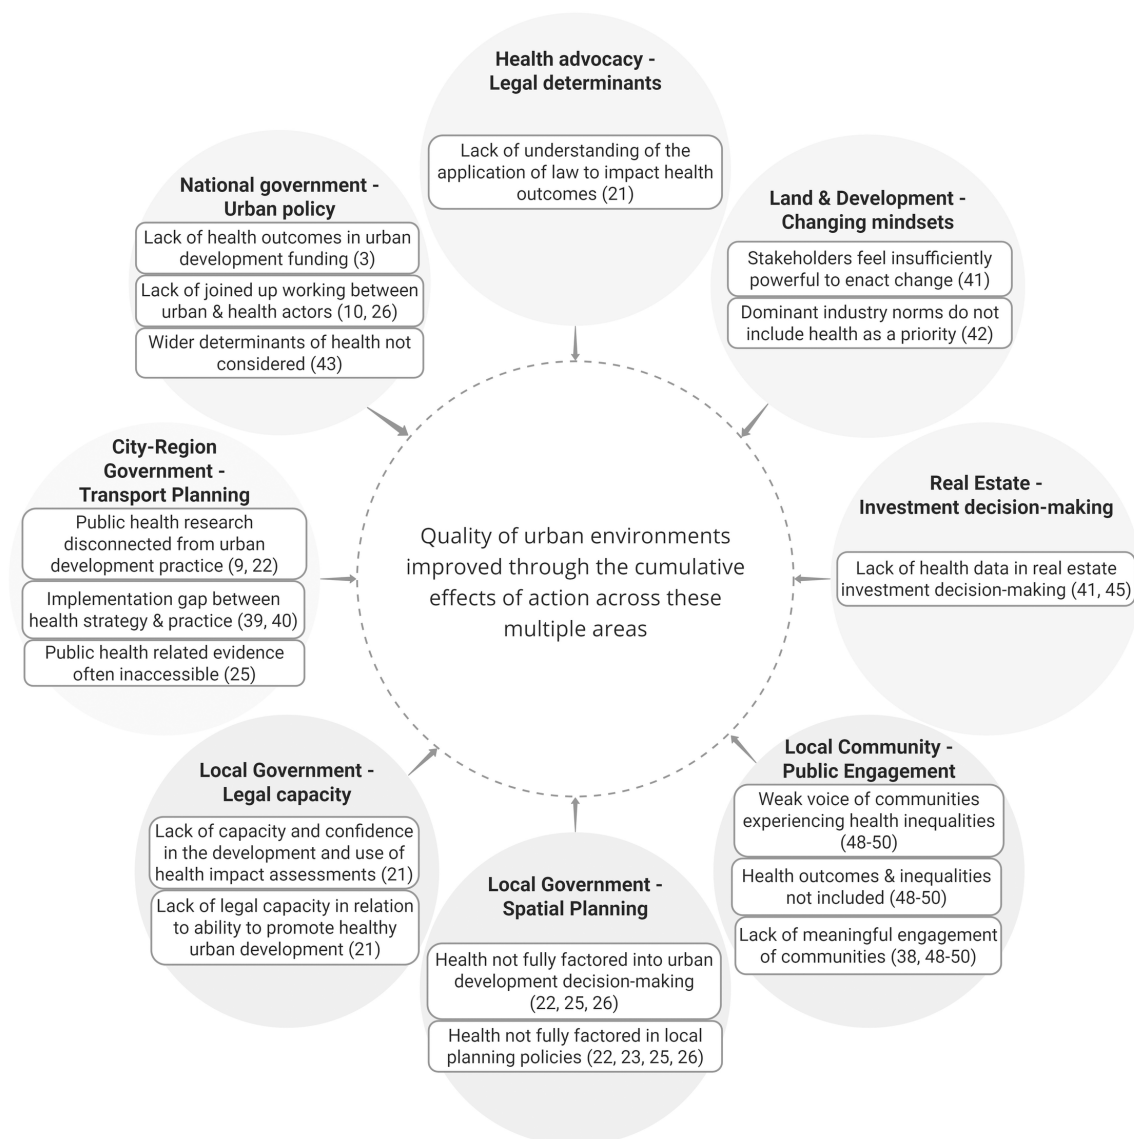 Health advocacy -
Legal determinants
Lack of understanding of the
application of law to impact health
outcomes (21)
National government -
Urban policy
Lack of health outcomes in urban
development funding (3)
Lack of joined up working between
urban & health actors (10, 26)
Wider determinants of health not
considered (43)
Land & Development -
Changing mindsets
Stakeholders feel insufficiently
powerful to enact change (41)
Dominant industry norms do not
include health as a priority (42)
City-Region
Government -
Transport Planning
Public health research
disconnected from urban
development practice (9, 22)
Implementation gap between
health strategy & practice (39, 40)
Public health related evidence
often inaccessible (25)
Quality of urban environments
improved through the cumulative
effects of action across these
multiple areas
Real Estate -
Investment decision-making
Lack of health data in real estate
investment decision-making (41, 45)
Local Government -
Legal capacity
Lack of capacity and confidence
in the development and use of
health impact assessments (21)
Lack of legal capacity in relation
to ability to promote healthy
urban development (21)
Local Government -
Spatial Planning
Health not fully factored into urban
development decision-making
(22, 25, 26)
Health not fully factored in local
planning policies (22, 23, 25, 26)
Local Community -
Public Engagement
Weak voice of communities
experiencing health inequalities
(48-50)
Health outcomes & inequalities
not included (48-50)
Lack of meaningful engagement
of communities (38, 48-50)